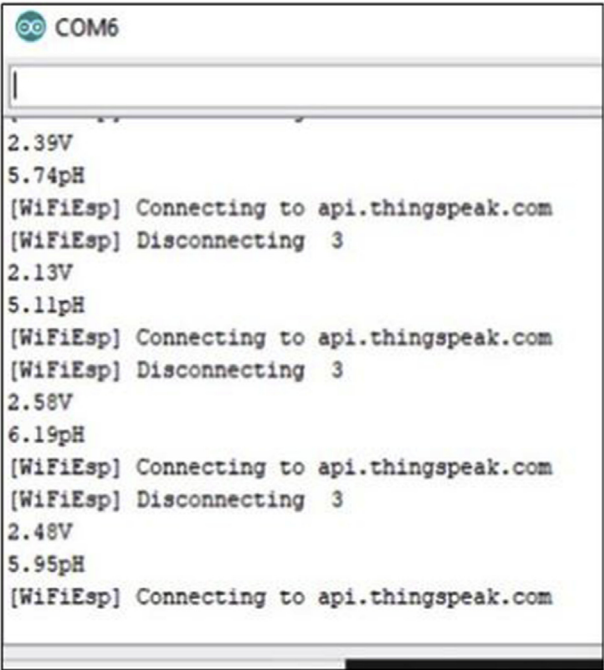 COM6
2.39V
5.74pH
[WiFiEsp] Connecting to api.thingspeak.com
[WiFiEsp] Disconnecting  3
2.13V
5.11pH
[WiFiEsp] Connecting to api.thingspeak.com
[WiFiEsp] Disconnecting  3
2.58V
6.19pH
[WiFiEsp] Connecting to api.thingspeak.com
[WiFiEsp] Disconnecting  3
2.48V
5.95pH
[WiFiEsp] Connecting to api.thingspeak.com